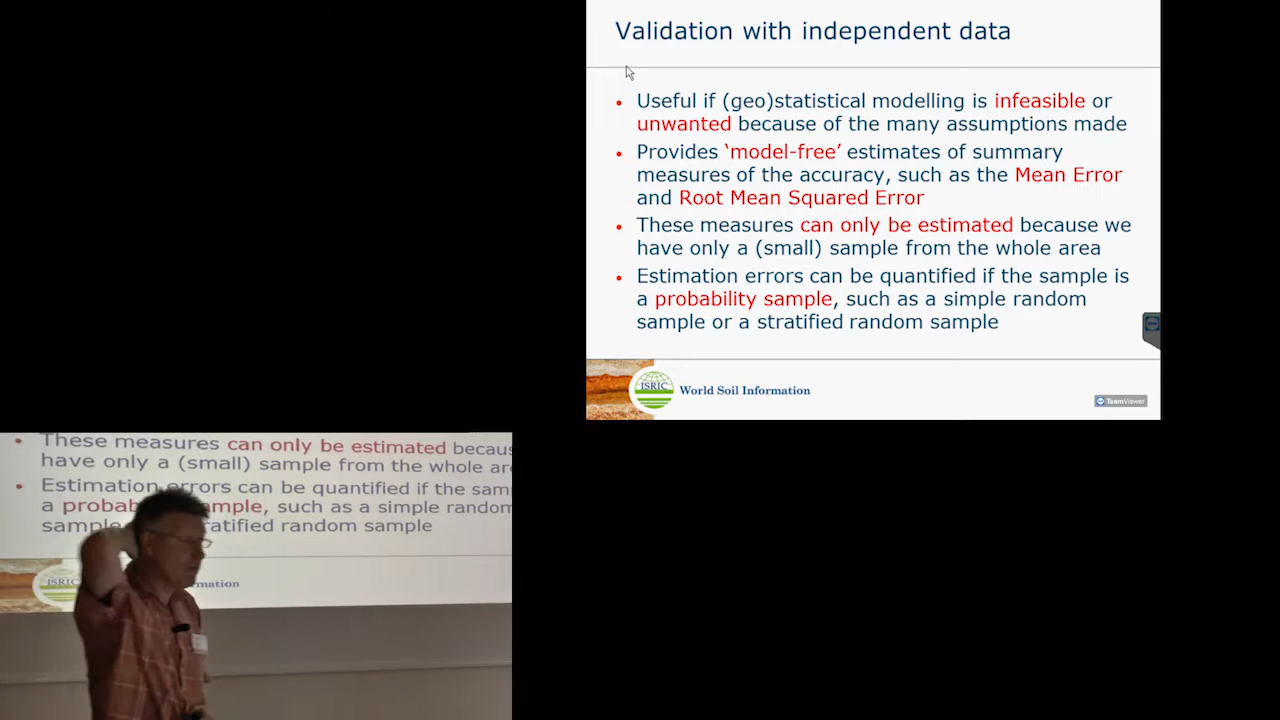 Validation with independent data
• Useful if (geo)statistical modelling is infeasible or
unwanted because of the many assumptions made
• Provides ‘model-free’ estimates of summary
measures of the accuracy, such as the Mean Error
and Root Mean Squared Error
• These measures can only be estimated because we
have only a (small) sample from the whole area
• Estimation errors can be quantified if the sample is
a probability sample, such as a simple random
sample or a stratified random sample
ISRIC World Soil Information
TeamViewer
• These measures can only be estimated becaus
have only a (small) sample from the whole are
• Estimation errors can be quantified if the sam
a probab ample, such as a simple random
sample ratified random sample
ISRIC rmation